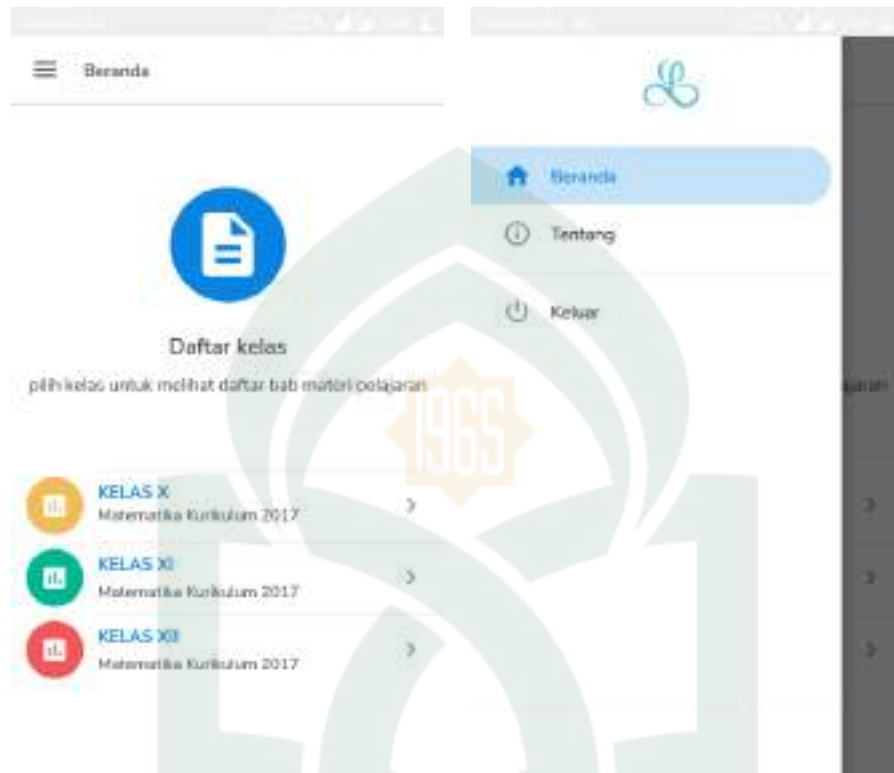 Beranda
Daftar kelas
pilih kelas untuk melihat daftar bab materi pelajaran
KELAS X
Matematika Kurikulum 2017
KELAS XI
Matematika Kurikulum 2017
KELAS XII
Matematika Kurikulum 2017
Beranda
Tentang
Keluar
1965